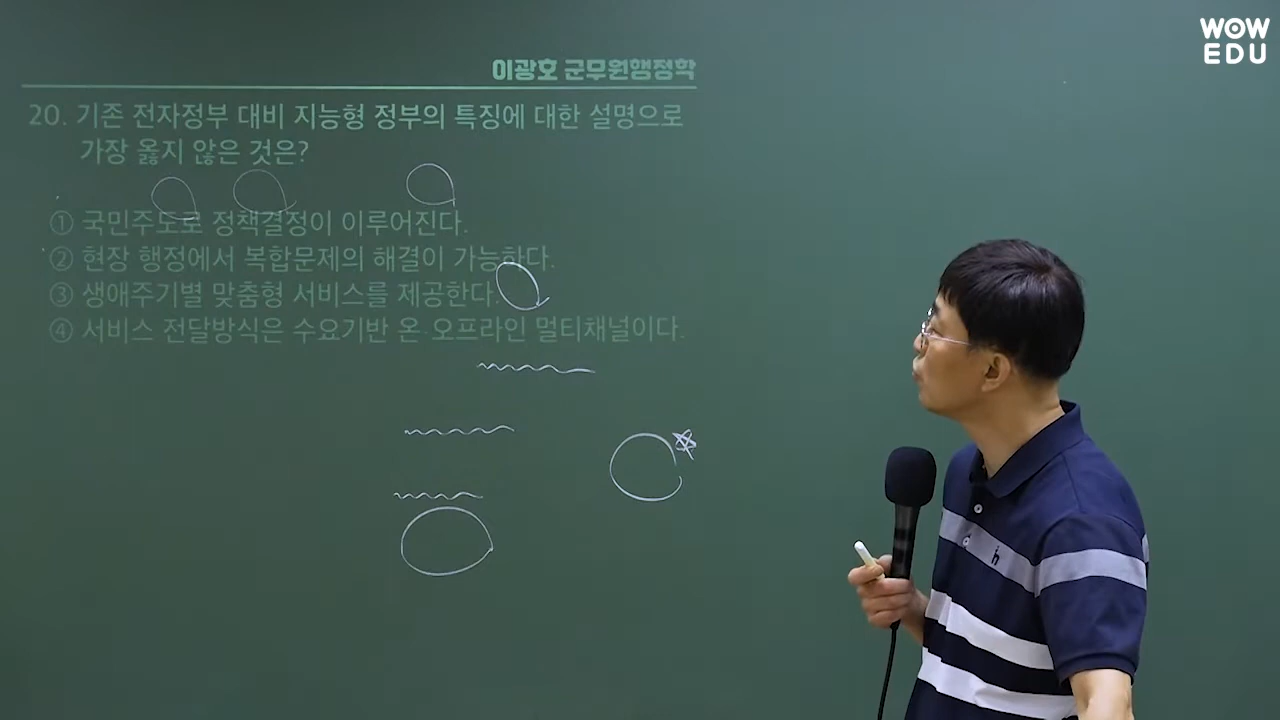 WOW
EDU
이광호 군무원행정학
20. 기존 전자정부 대비 지능형 정부의 특징에 대한 설명으로
가장 옳지 않은 것은?
① 국민주도로 정책결정이 이루어진다.
② 현장 행정에서 복합문제의 해결이 가능하다.
③ 생애주기별 맞춤형 서비스를 제공한다.
④ 서비스 전달방식은 수요기반 온·오프라인 멀티채널이다.